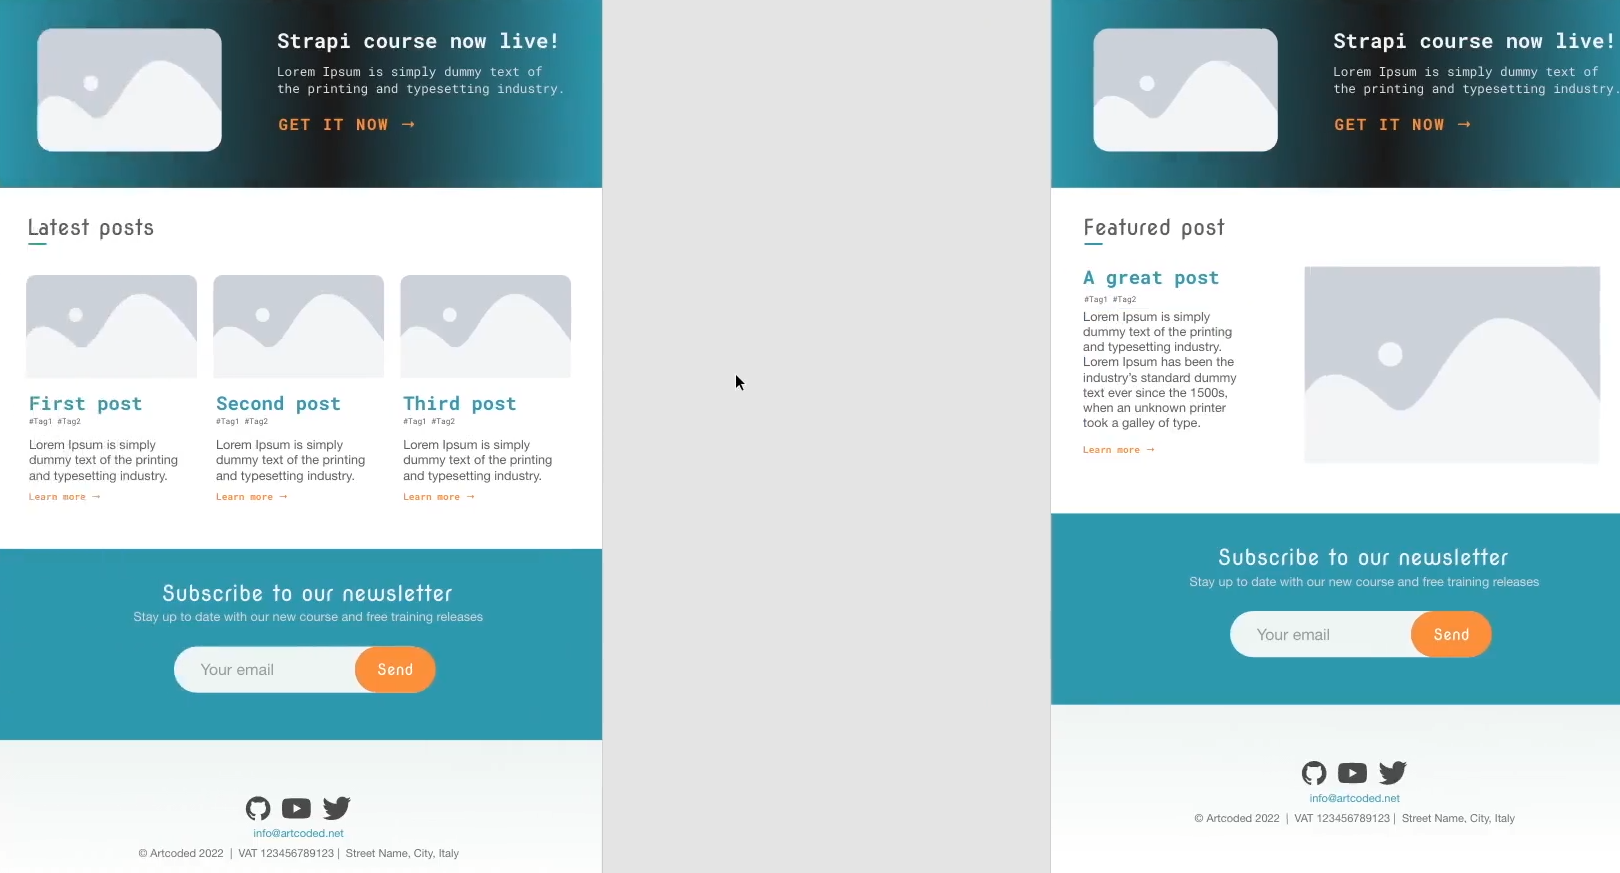 Strapi course now live!
Lorem Ipsum is simply dummy text of
the printing and typesetting industry.
GET IT NOW →
Latest posts
First post
#Tag1 #Tag2
Lorem Ipsum is simply
dummy text of the printing
and typesetting industry.
Learn more →
Second post
#Tag1 #Tag2
Lorem Ipsum is simply
dummy text of the printing
and typesetting industry.
Learn more →
Third post
#Tag1 #Tag2
Lorem Ipsum is simply
dummy text of the printing
and typesetting industry.
Learn more →
Subscribe to our newsletter
Stay up to date with our new course and free training releases
Your email
Send
info@artcoded.net
© Artcoded 2022 | VAT 123456789123 | Street Name, City, Italy
Strapi course now live!
Lorem Ipsum is simply dummy text of
the printing and typesetting industry.
GET IT NOW →
Featured post
A great post
#Tag1 #Tag2
Lorem Ipsum is simply
dummy text of the printing
and typesetting industry.
Lorem Ipsum has been the
industry's standard dummy
text ever since the 1500s,
when an unknown printer
took a galley of type.
Learn more →
Subscribe to our newsletter
Stay up to date with our new course and free training releases
Your email
Send
info@artcoded.net
© Artcoded 2022 | VAT 123456789123 | Street Name, City, Italy